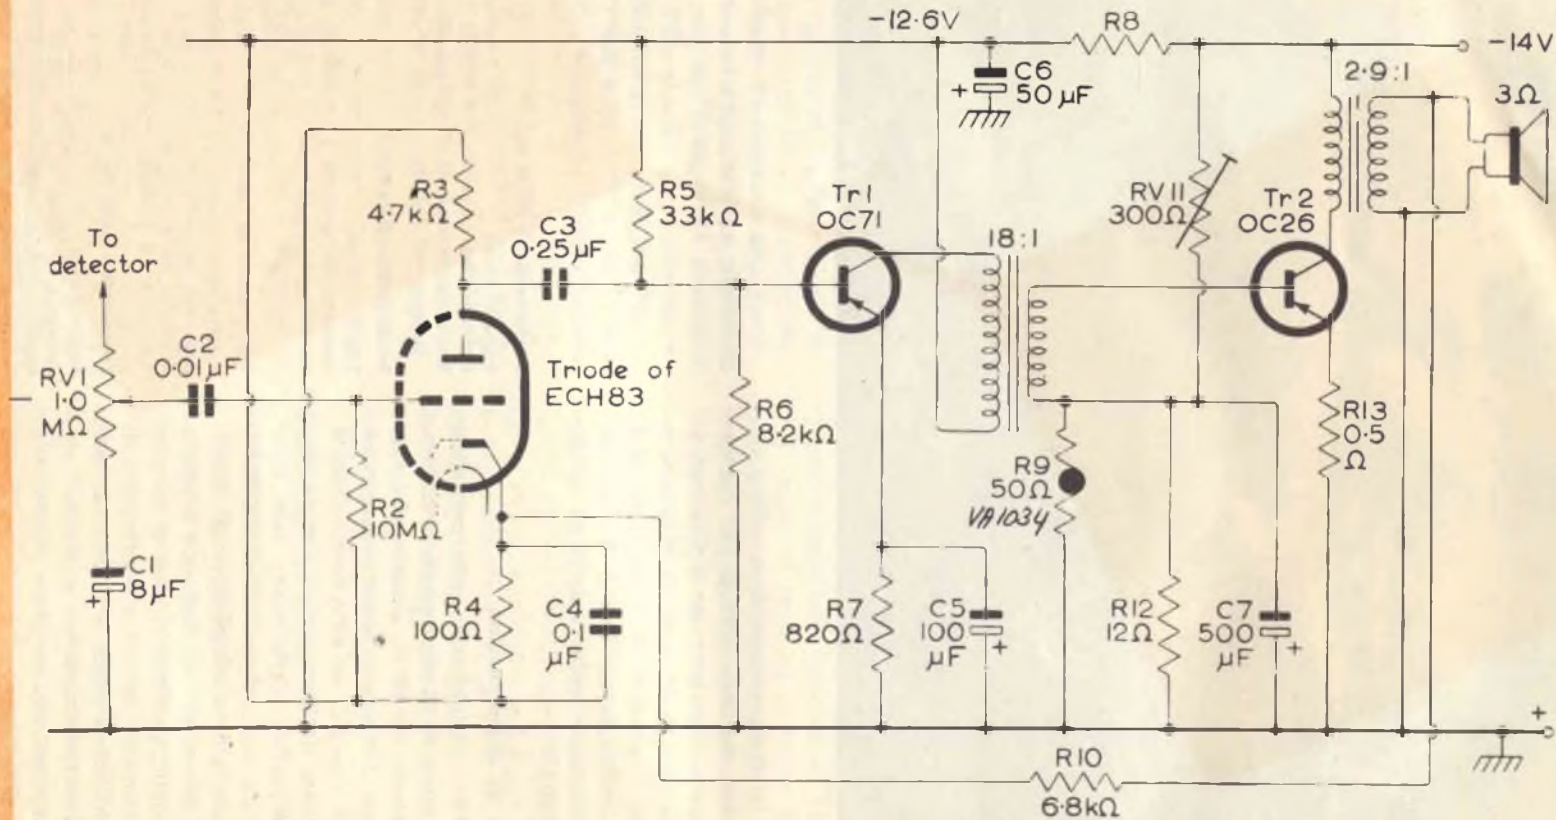 -12·6V
R8
-14V
C6
50µF
+
2·9:1
3Ω
R3
4·7kΩ
C3
0·25µF
R5
33kΩ
Tr1
OC71
RV11
300Ω
Tr2
OC26
To
detector
18:1
C2
0·01µF
RV1
1·0
MΩ
Triode of
ECH83
R6
8·2kΩ
R13
0·5
Ω
R9
50Ω
VA1034
R2
10MΩ
C1
8µF
+
R4
100Ω
C4
0·1
µF
R7
820Ω
C5
100
µF
+
R12
12Ω
C7
500
µF
+
+
R10
6·8kΩ